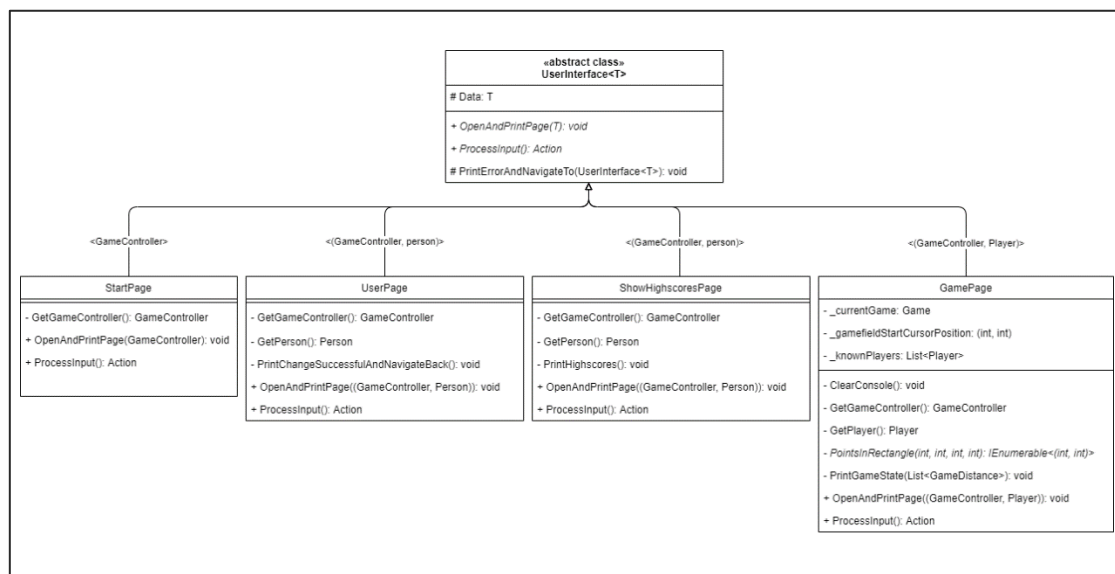 «abstract class»
UserInterface<T>
# Data: T
+ OpenAndPrintPage(T): void
+ ProcessInput(): Action
# PrintErrorAndNavigateTo(UserInterface<T>): void
<GameController>
<(GameController, person)>
<(GameController, person)>
<(GameController, Player)>
StartPage
- GetGameController(): GameController
+ OpenAndPrintPage(GameController): void
+ ProcessInput(): Action
UserPage
- GetGameController(): GameController
- GetPerson(): Person
- PrintChangeSuccessfulAndNavigateBack(): void
+ OpenAndPrintPage((GameController, Person)): void
+ ProcessInput(): Action
ShowHighscoresPage
- GetGameController(): GameController
- GetPerson(): Person
- PrintHighscores(): void
+ OpenAndPrintPage((GameController, Person)): void
+ ProcessInput(): Action
GamePage
- _currentGame: Game
- _gamefieldStartCursorPosition: (int, int)
- _knownPlayers: List<Player>
- ClearConsole(): void
- GetGameController(): GameController
- GetPlayer(): Player
- PointsInRectangle(int, int, int, int): IEnumerable<(int, int)>
- PrintGameState(List<GameDistance>): void
+ OpenAndPrintPage((GameController, Player)): void
+ ProcessInput(): Action